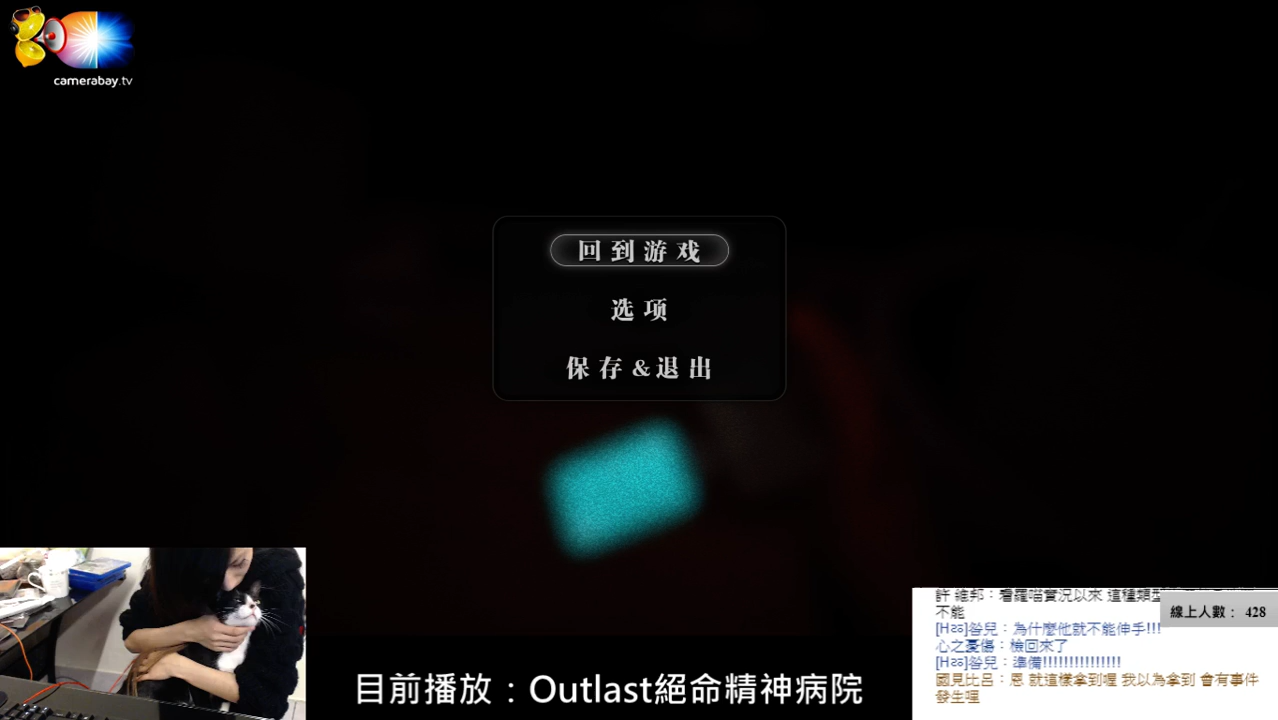 camerabay.tv
回到游戏
选项
保存&退出
許 維邦：看羅喵實況以來 這種類型
不能
線上人數： 428
[Hss]咎兒：為什麼他就不能伸手!!!
心之憂傷：檢回來了
[Hss]咎兒：準備!!!!!!!!!!!!!!!
國見比呂：恩 就這樣拿到喔 我以為拿到 會有事件
發生哩
目前播放：Outlast絕命精神病院